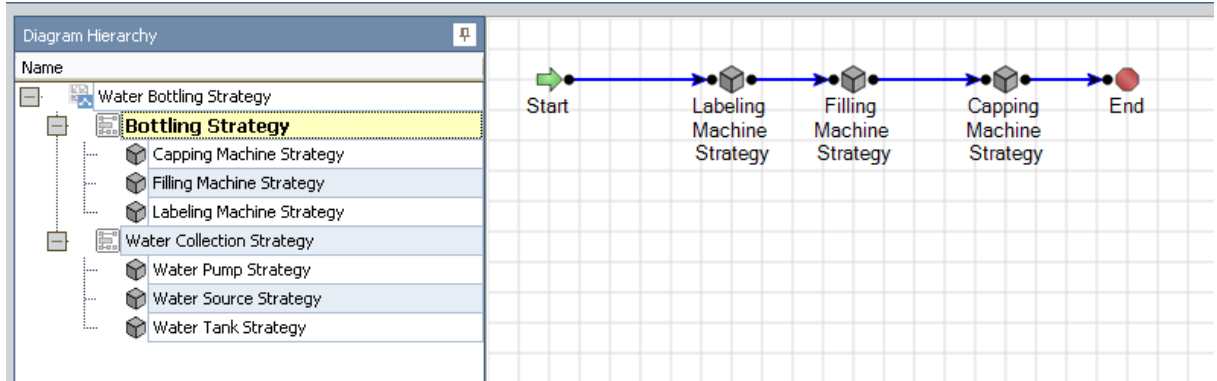 Diagram Hierarchy
Name
Water Bottling Strategy
Bottling Strategy
Capping Machine Strategy
Filling Machine Strategy
Labeling Machine Strategy
Water Collection Strategy
Water Pump Strategy
Water Source Strategy
Water Tank Strategy
Start
Labeling
Machine
Strategy
Filling
Machine
Strategy
Capping
Machine
Strategy
End